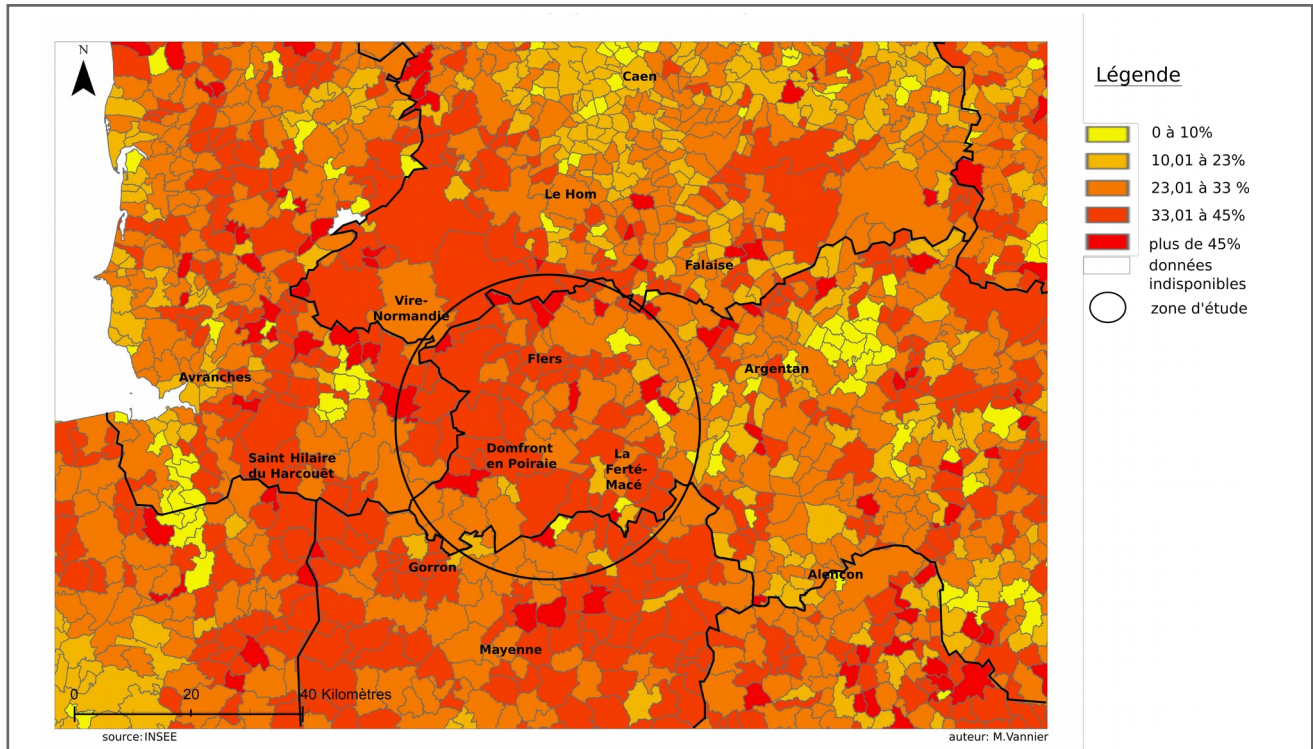 N
Caen
Le Hom
Falaise
Vire-
Normandie
Flers
Argentan
Avranches
Saint Hilaire
du Harcouët
Domfront
en Poiraie
La
Ferté-
Macé
Gorron
Alençon
Mayenne
0 20 40 Kilomètres
source:INSEE
auteur: M.Vannier
Légende
0 à 10%
10,01 à 23%
23,01 à 33 %
33,01 à 45%
plus de 45%
données
indisponibles
zone d'étude